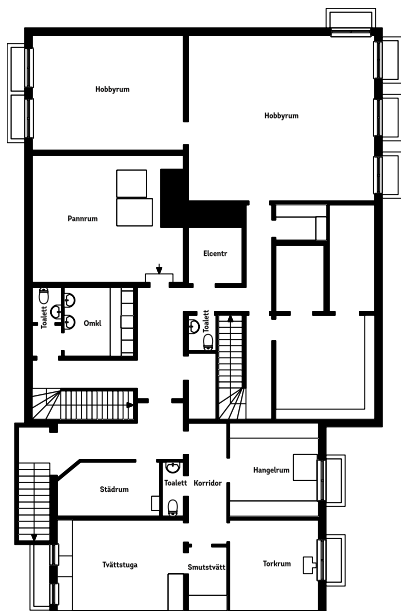 Hobbyrum
Hobbyrum
Pannrum
Elcentr
Toalett
Omkl
Toalett
Hangelrum
Toalett
Korridor
Städrum
Tvättstuga
Smutstvätt
Torkrum